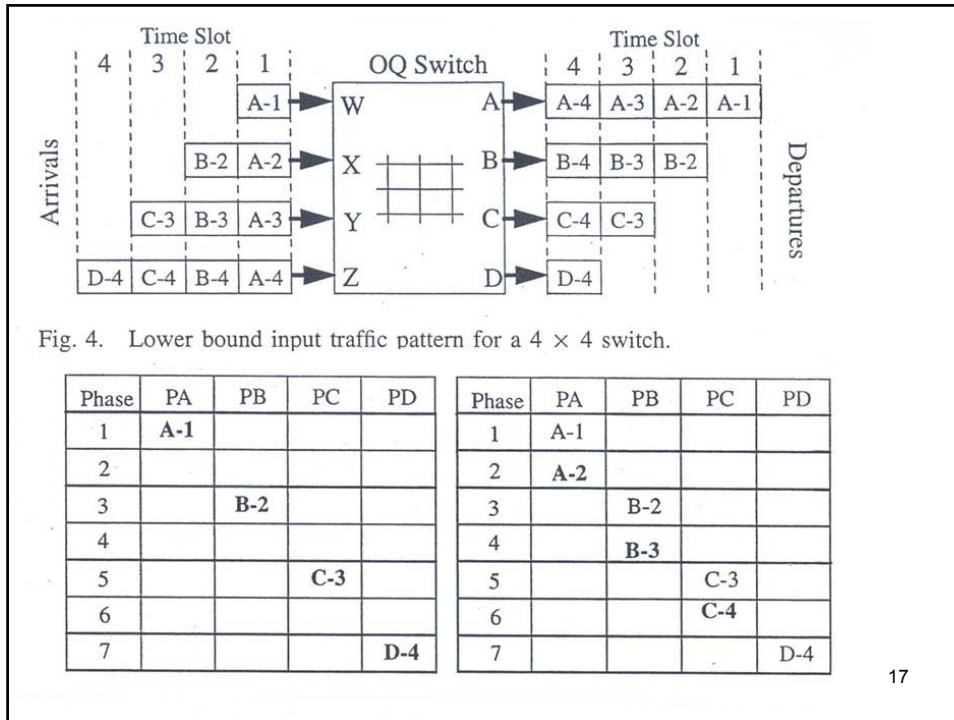 Time Slot Time Slot
4 3 2 1 OQ Switch 4 3 2 1
A-1 W A A-4 A-3 A-2 A-1
B-2 A-2 X B B-4 B-3 B-2
C-3 B-3 A-3 Y C C-4 C-3
D-4 C-4 B-4 A-4 Z D D-4
Arrivals
Departures
Fig. 4. Lower bound input traffic pattern for a 4 × 4 switch.
Phase PA PB PC PD
1 A-1
2
3 B-2
4
5 C-3
6
7 D-4
Phase PA PB PC PD
1 A-1
2 A-2
3 B-2
4 B-3
5 C-3
6 C-4
7 D-4
17